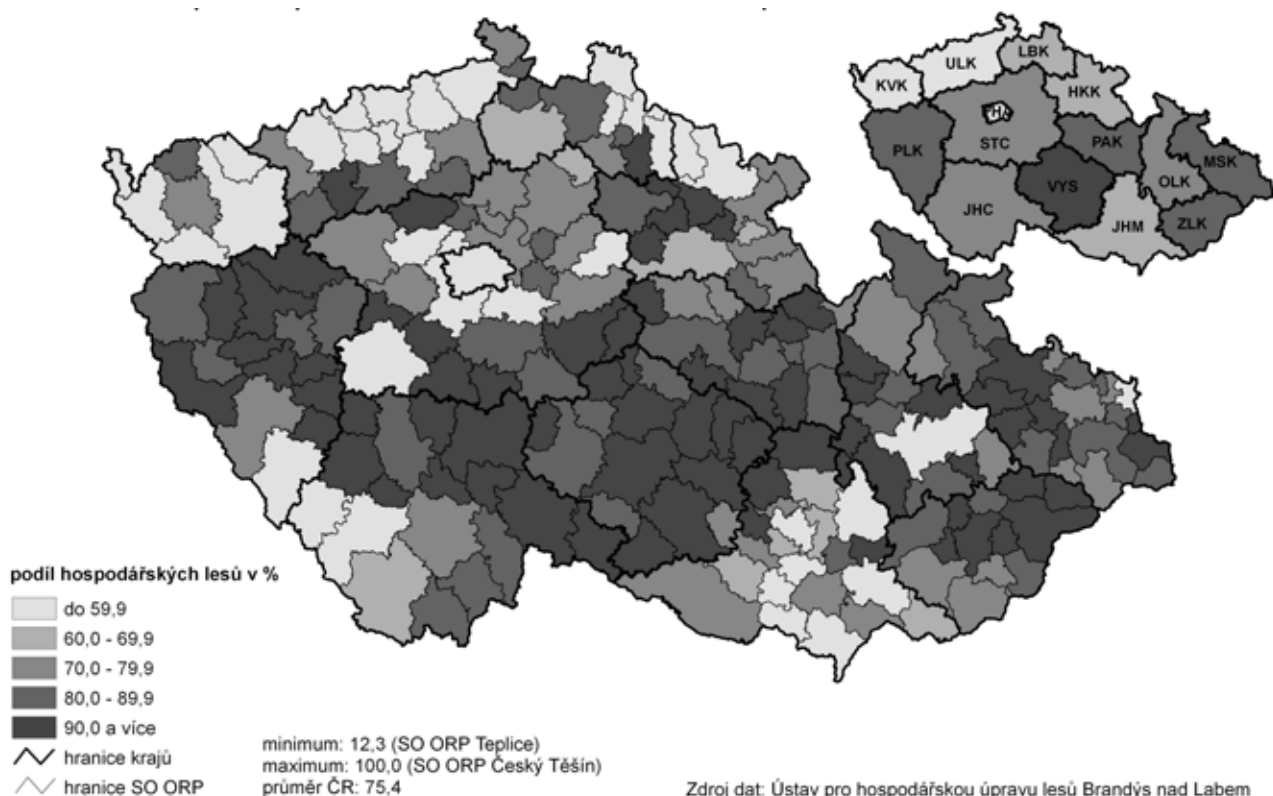 KVK
ULK
LBK
HKK
PHA
STC
PLK
PAK
MSK
OLK
VYS
JHC
JHM
ZLK
podíl hospodářských lesů v %
do 59,9
60,0 - 69,9
70,0 - 79,9
80,0 - 89,9
90,0 a více
hranice krajů
hranice SO ORP
minimum: 12,3 (SO ORP Teplice)
maximum: 100,0 (SO ORP Český Těšín)
průměr ČR: 75,4
Zdroj dat: Ústav pro hospodářskou úpravu lesů Brandýs nad Labem